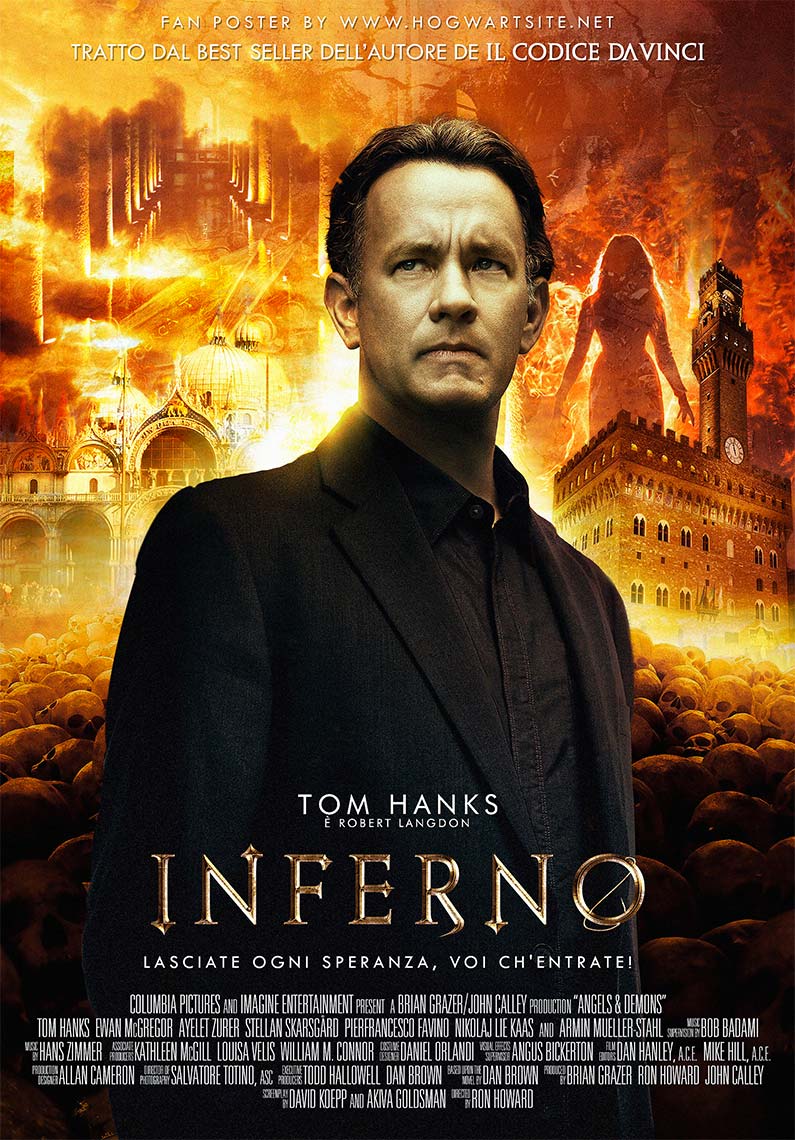 FAN POSTER BY WWW.HOGWARTSITE.NET
TRATTO DAL BEST SELLER DELL'AUTORE DE IL CODICE DA VINCI
TOM HANKS
È ROBERT LANGDON
INFERNO
LASCIATE OGNI SPERANZA, VOI CH'ENTRATE!
COLUMBIA PICTURES AND IMAGINE ENTERTAINMENT PRESENT A BRIAN GRAZER/JOHN CALLEY PRODUCTION "ANGELS & DEMONS"
TOM HANKS EWAN McGREGOR AYELET ZURER STELLAN SKARSGÅRD PIERFRANCESCO FAVINO NIKOLAJ LIE KAAS AND ARMIN MUELLER-STAHL MUSIC SUPERVISION BY BOB BADAMI
MUSIC BY HANS ZIMMER ASSOCIATE PRODUCERS KATHLEEN McGILL LOUISA VELIS WILLIAM M. CONNOR COSTUME DESIGNER DANIEL ORLANDI VISUAL EFFECTS SUPERVISOR ANGUS BICKERTON FILM EDITORS DAN HANLEY, A.C.E. MIKE HILL, A.C.E.
PRODUCTION DESIGNER ALLAN CAMERON DIRECTOR OF PHOTOGRAPHY SALVATORE TOTINO, ASC EXECUTIVE PRODUCERS TODD HALLOWELL DAN BROWN BASED UPON THE NOVEL BY DAN BROWN PRODUCED BY BRIAN GRAZER RON HOWARD JOHN CALLEY
SCREENPLAY BY DAVID KOEPP AND AKIVA GOLDSMAN DIRECTED BY RON HOWARD